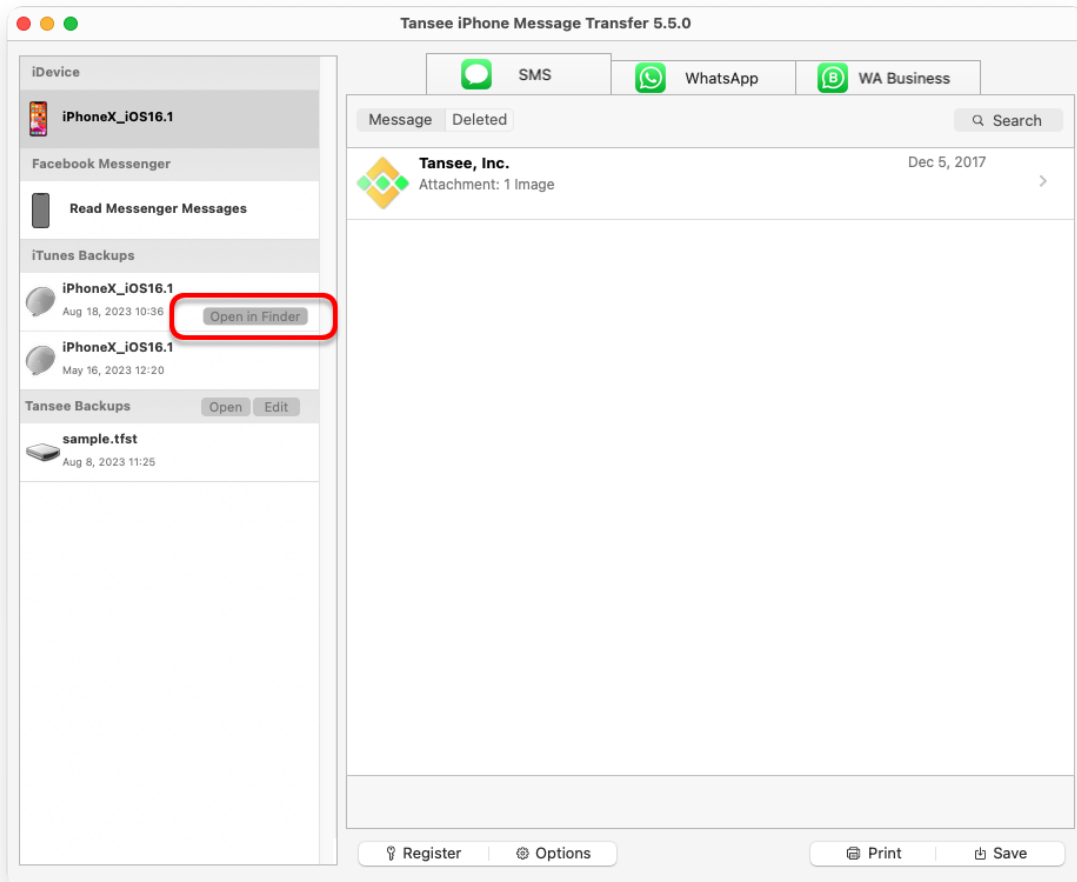 Tansee iPhone Message Transfer 5.5.0
iDevice
iPhoneX_iOS16.1
Facebook Messenger
Read Messenger Messages
iTunes Backups
iPhoneX_iOS16.1
Aug 18, 2023 10:36
Open in Finder
iPhoneX_iOS16.1
May 16, 2023 12:20
Tansee Backups
Open Edit
sample.tfst
Aug 8, 2023 11:25
SMS
WhatsApp
WA Business
Message Deleted
Search
Tansee, Inc.
Dec 5, 2017
Attachment: 1 Image
Register
Options
Print
Save